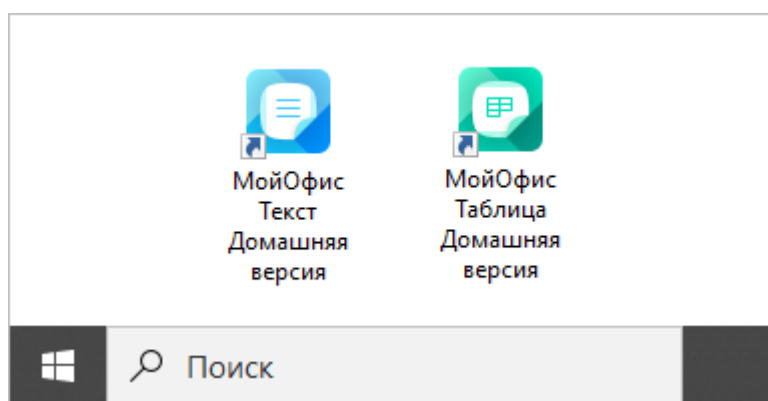 МойОфис
Текст
Домашняя
версия
МойОфис
Таблица
Домашняя
версия
Поиск